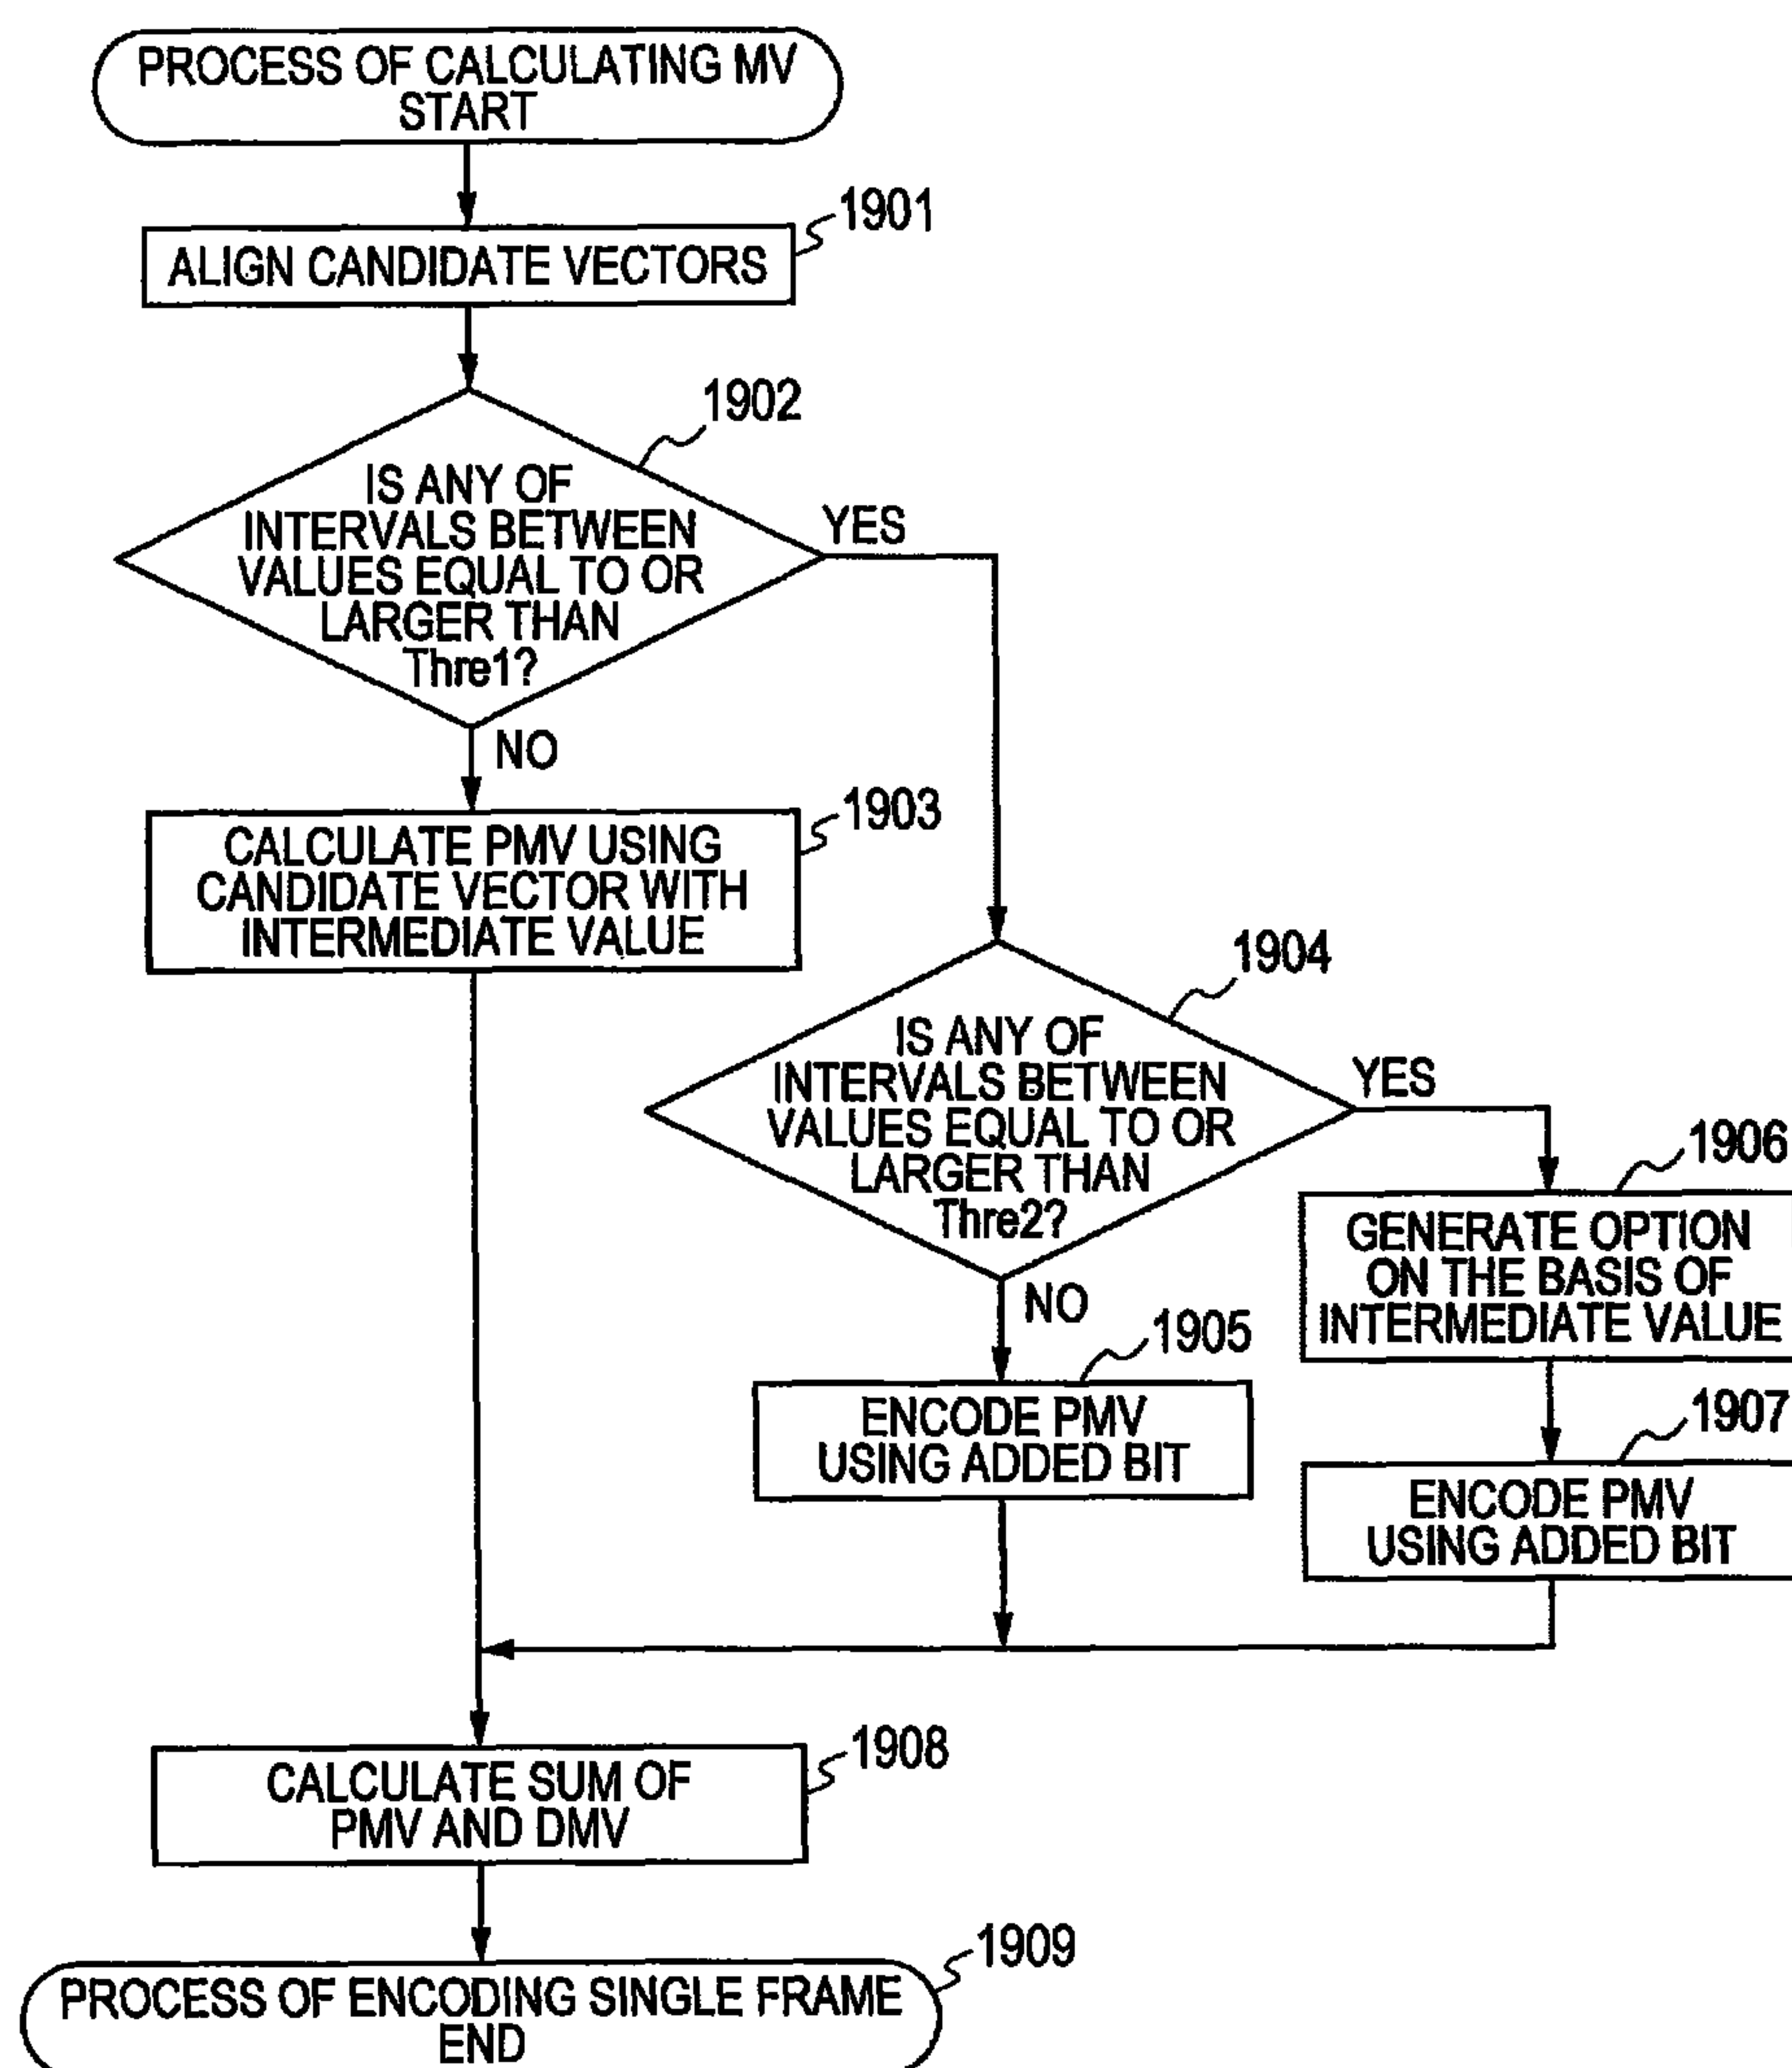 PROCESS OF CALCULATING MV
START
1901
ALIGN CANDIDATE VECTORS
1902
IS ANY OF
INTERVALS BETWEEN
VALUES EQUAL TO OR
LARGER THAN
Thre1?
YES
NO
1903
CALCULATE PMV USING
CANDIDATE VECTOR WITH
INTERMEDIATE VALUE
1904
IS ANY OF
INTERVALS BETWEEN
VALUES EQUAL TO OR
LARGER THAN
Thre2?
YES
NO
1906
GENERATE OPTION
ON THE BASIS OF
INTERMEDIATE VALUE
1905
ENCODE PMV
USING ADDED BIT
1907
ENCODE PMV
USING ADDED BIT
1908
CALCULATE SUM OF
PMV AND DMV
1909
PROCESS OF ENCODING SINGLE FRAME
END